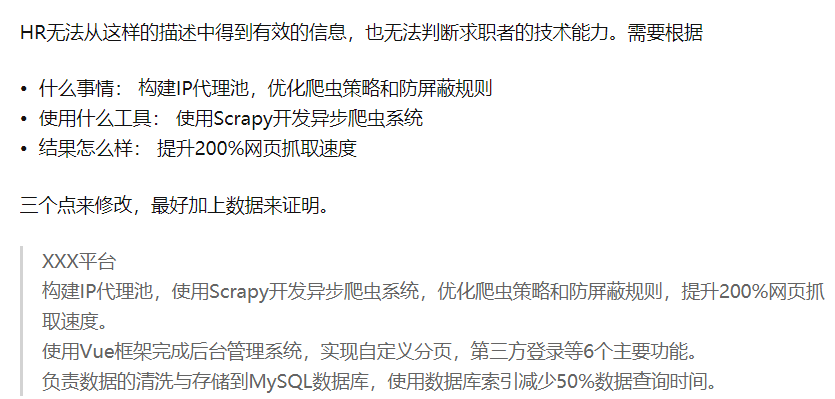 HR无法从这样的描述中得到有效的信息，也无法判断求职者的技术能力。需要根据
• 什么事情： 构建IP代理池，优化爬虫策略和防屏蔽规则
• 使用什么工具： 使用Scrapy开发异步爬虫系统
• 结果怎么样： 提升200%网页抓取速度
三个点来修改，最好加上数据来证明。
XXX平台
构建IP代理池，使用Scrapy开发异步爬虫系统，优化爬虫策略和防屏蔽规则，提升200%网页抓
取速度。
使用Vue框架完成后台管理系统，实现自定义分页，第三方登录等6个主要功能。
负责数据的清洗与存储到MySQL数据库，使用数据库索引减少50%数据查询时间。